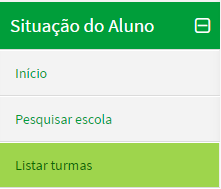 Situação do Aluno
Início
Pesquisar escola
Listar turmas